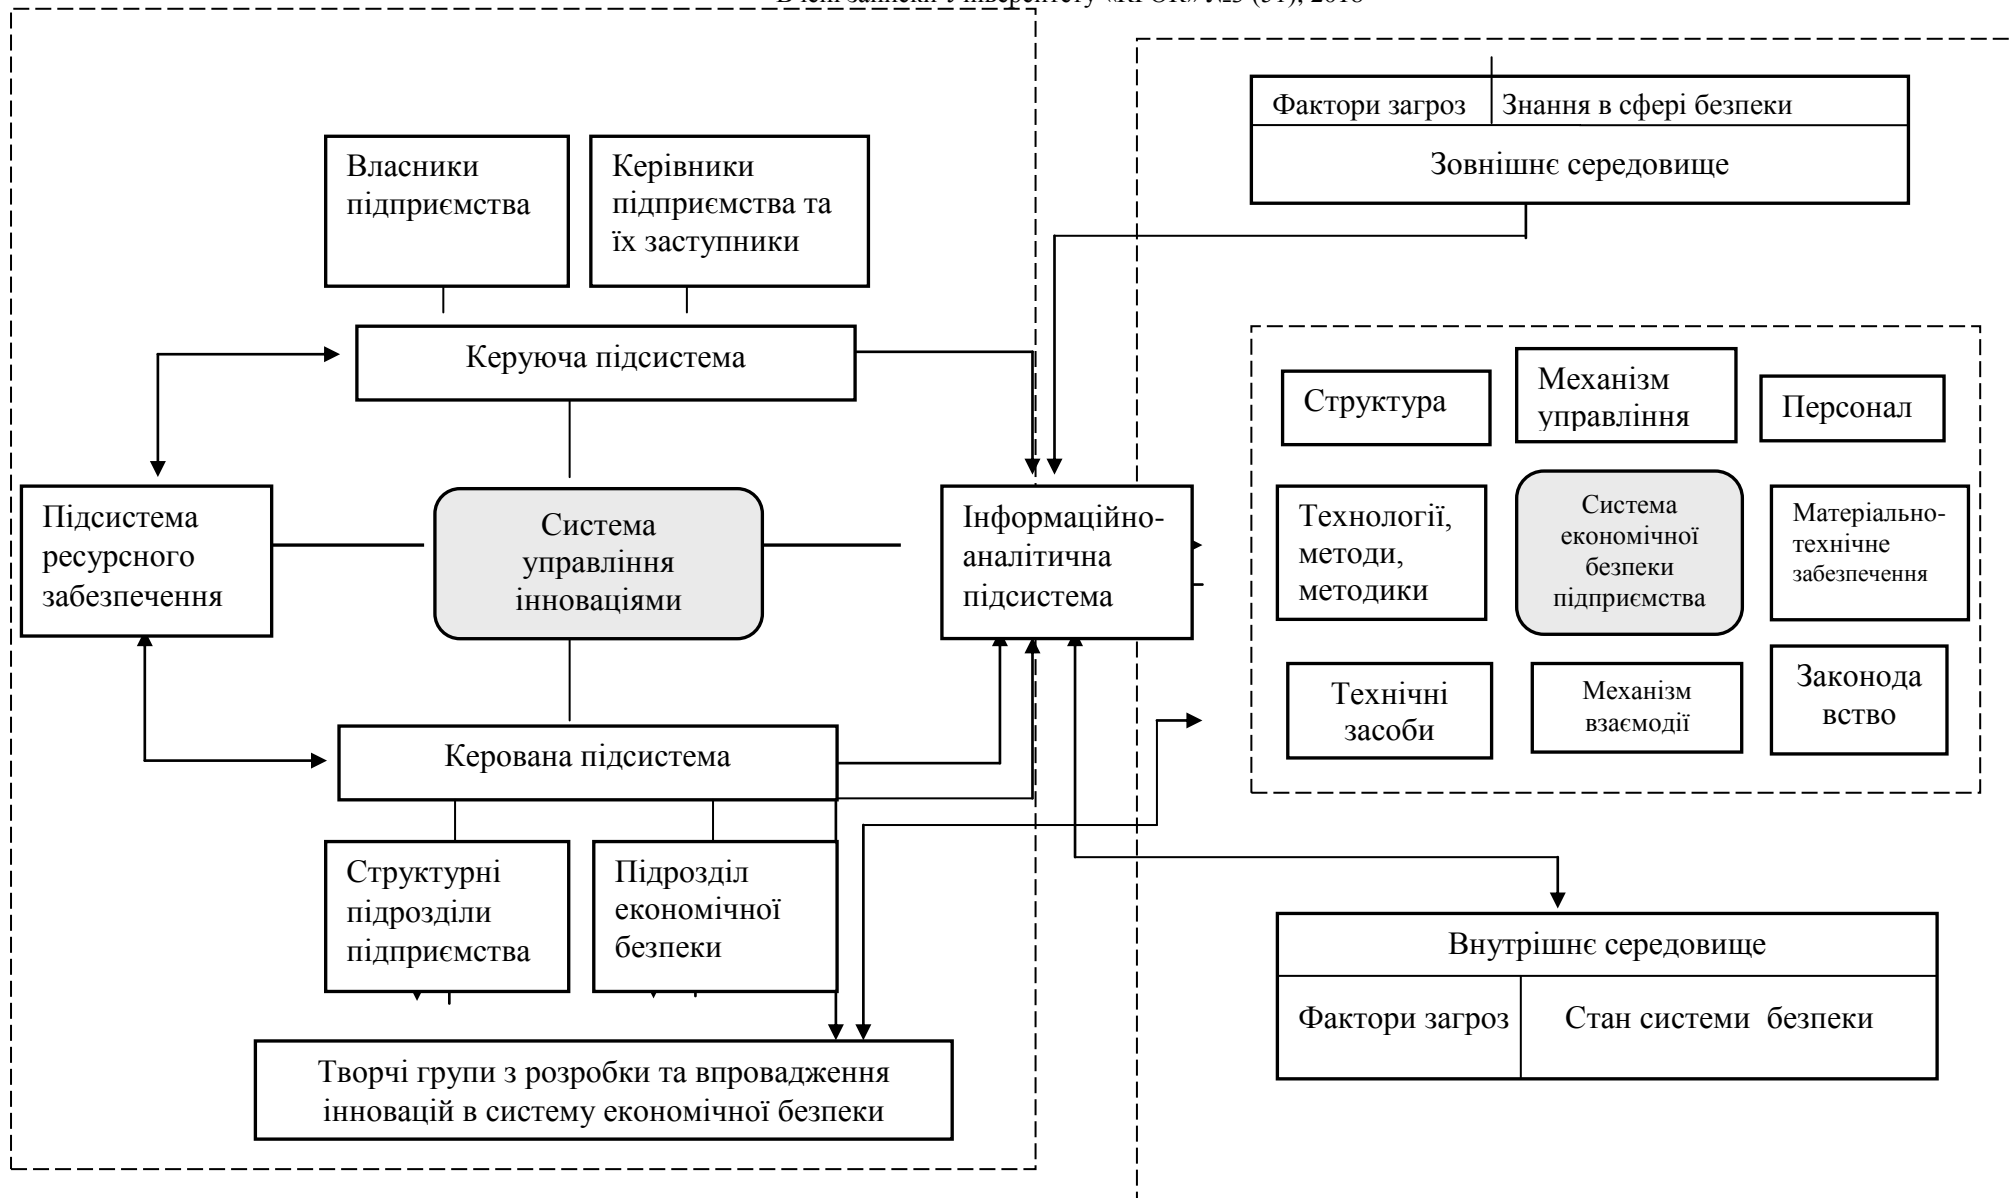 Фактори загроз
Знання в сфері безпеки
Зовнішнє середовище
Власники
підприємства
Керівники
підприємства та
їх заступники
Керуюча підсистема
Структура
Механізм
управління
Персонал
Підсистема
ресурсного
забезпечення
Система
управління
інноваціями
Інформаційно-
аналітична
підсистема
Технології,
методи,
методики
Система
економічної
безпеки
підприємства
Матеріально-
технічне
забезпечення
Технічні
засоби
Механізм
взаємодії
Законода
вство
Керована підсистема
Структурні
підрозділи
підприємства
Підрозділ
економічної
безпеки
Внутрішнє середовище
Фактори загроз
Стан системи безпеки
Творчі групи з розробки та впровадження
інновацій в систему економічної безпеки